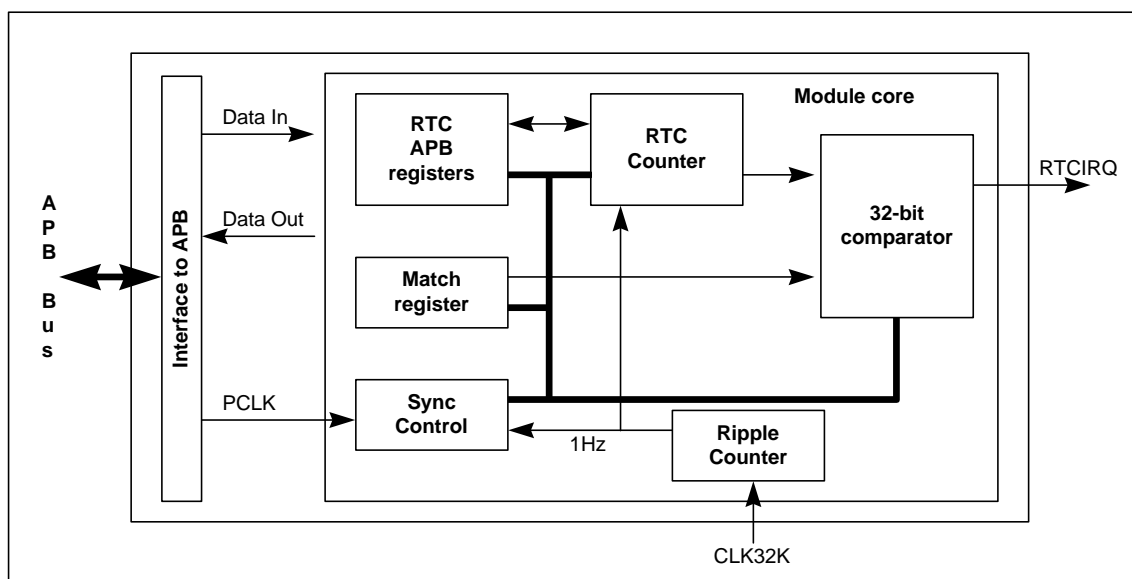 A
P
B
B
u
s
Interface to APB
Data In
Data Out
PCLK
Module core
RTC
APB
registers
RTC
Counter
32-bit
comparator
RTCIRQ
Match
register
Sync
Control
1Hz
Ripple
Counter
CLK32K